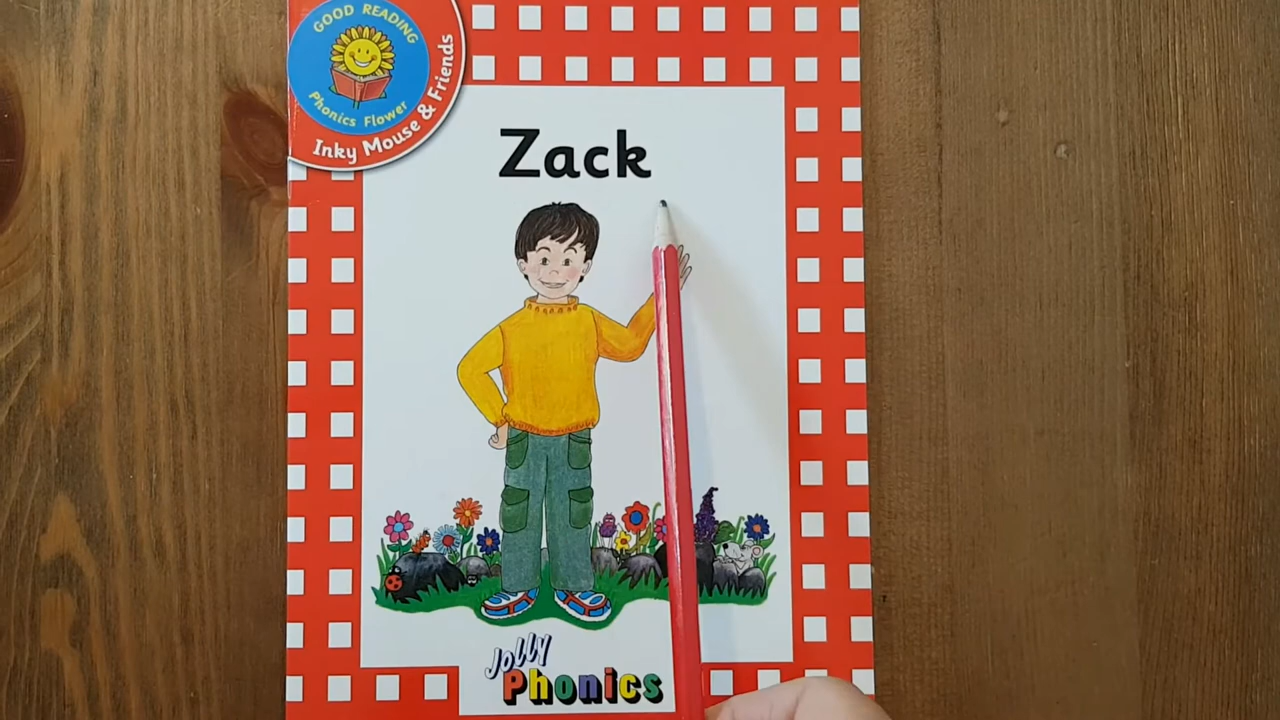 GOOD READING
Phonics Flower
Inky Mouse & Friends
Zack
Jolly
Phonics